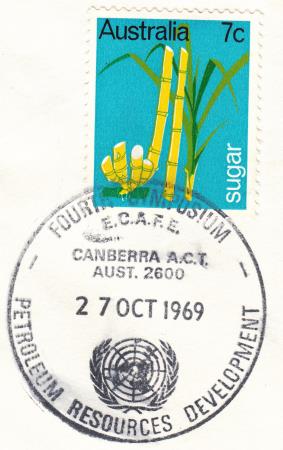 Australia 7c
sugar
FOURTH SYMPOSIUM
E.C.A.F.E.
CANBERRA A.C.T.
AUST. 2600
27 OCT 1969
PETROLEUM RESOURCES DEVELOPMENT